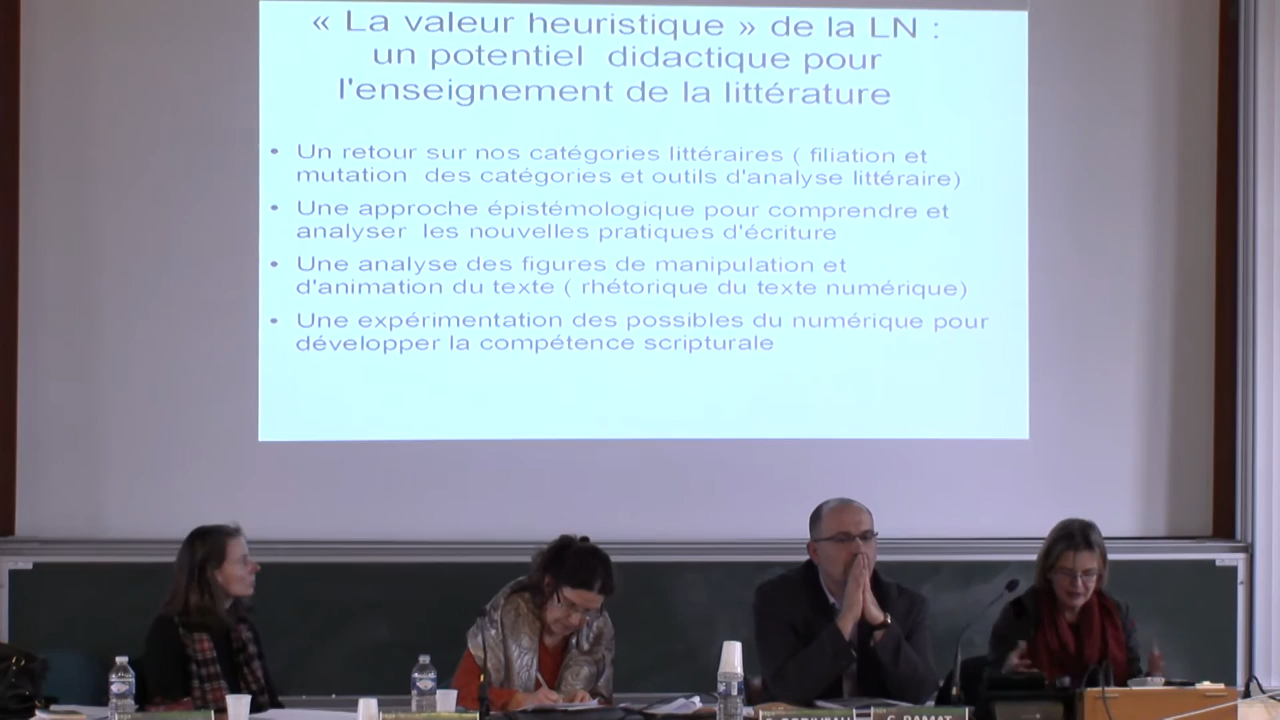 « La valeur heuristique » de la LN :
un potentiel didactique pour
l'enseignement de la littérature
• Un retour sur nos catégories littéraires ( filiation et
mutation des catégories et outils d'analyse littéraire)
• Une approche épistémologique pour comprendre et
analyser les nouvelles pratiques d'écriture
• Une analyse des figures de manipulation et
d'animation du texte ( rhétorique du texte numérique)
• Une expérimentation des possibles du numérique pour
développer la compétence scripturale